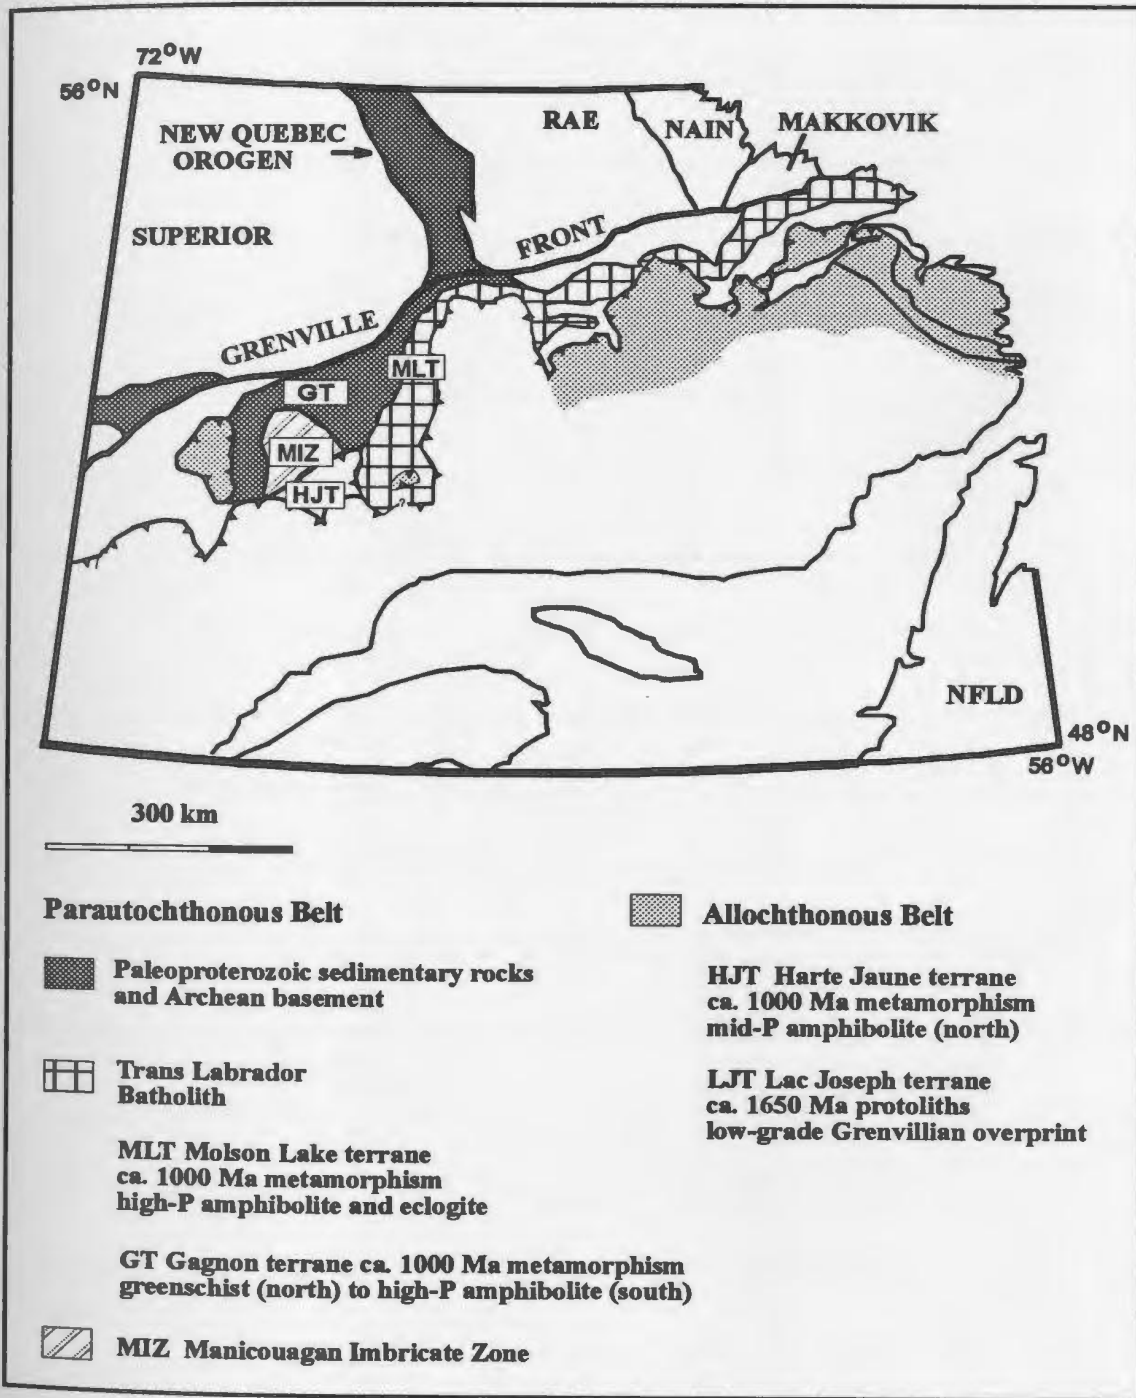 72°W
56°N
NEW QUEBEC
OROGEN
RAE
NAIN
MAKKOVIK
SUPERIOR
FRONT
GRENVILLE
MLT
GT
MIZ
HJT
?
NFLD
48°N
56°W
300 km
Parautochthonous Belt
Paleoproterozoic sedimentary rocks
and Archean basement
Trans Labrador
Batholith
MLT Molson Lake terrane
ca. 1000 Ma metamorphism
high-P amphibolite and eclogite
GT Gagnon terrane ca. 1000 Ma metamorphism
greenschist (north) to high-P amphibolite (south)
MIZ Manicouagan Imbricate Zone
Allochthonous Belt
HJT Harte Jaune terrane
ca. 1000 Ma metamorphism
mid-P amphibolite (north)
LJT Lac Joseph terrane
ca. 1650 Ma protoliths
low-grade Grenvillian overprint